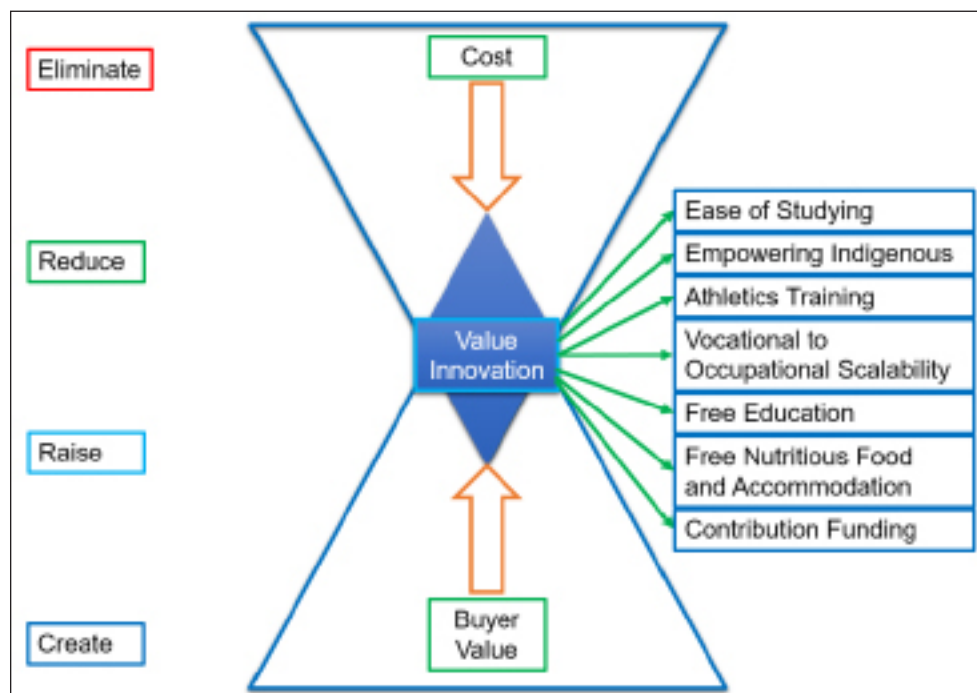 Eliminate
Reduce
Raise
Create
Cost
Value
Innovation
Buyer
Value
Ease of Studying
Empowering Indigenous
Athletics Training
Vocational to
Occupational Scalability
Free Education
Free Nutritious Food
and Accommodation
Contribution Funding